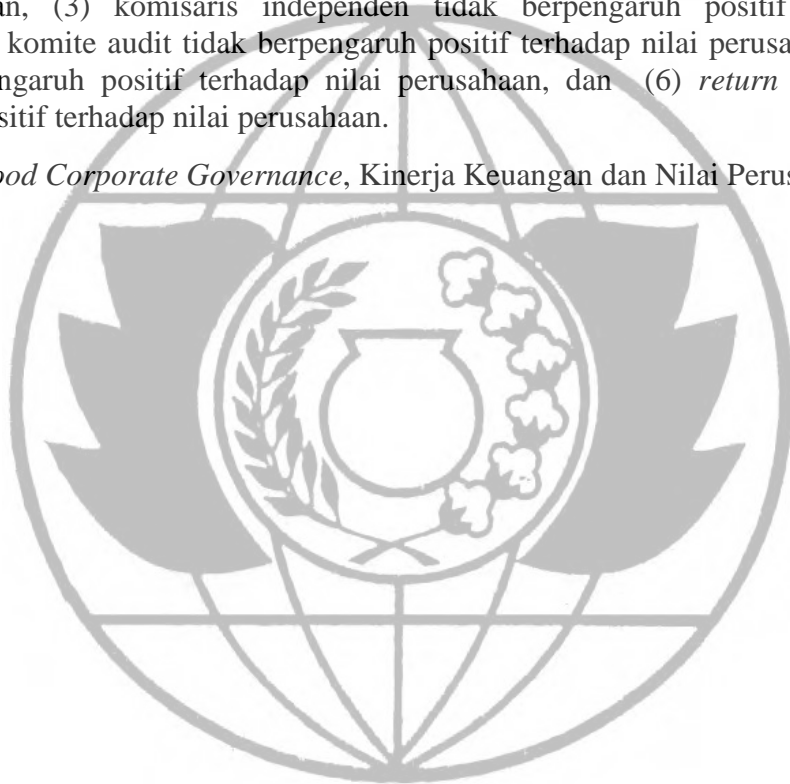 an, (3) komisaris independen tidak berpengaruh positif
komite audit tidak berpengaruh positif terhadap nilai perusa
ngaruh positif terhadap nilai perusahaan, dan (6) return
sitif terhadap nilai perusahaan.
ood Corporate Governance, Kinerja Keuangan dan Nilai Perus